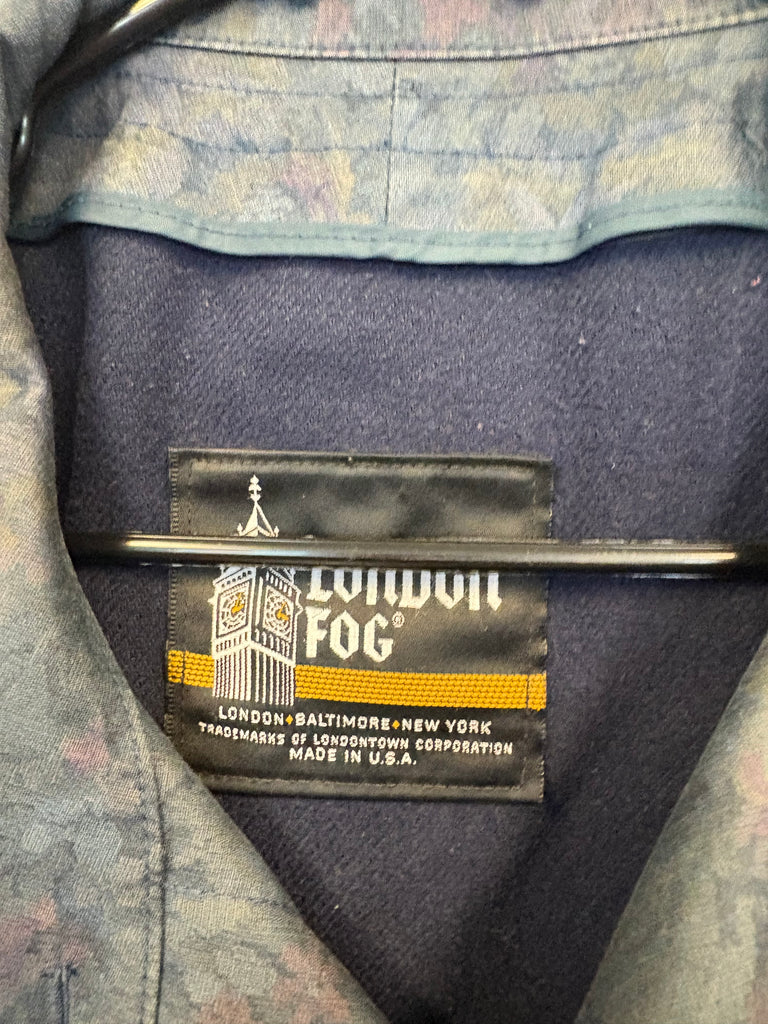 LONDON
FOG®
LONDON♦BALTIMORE♦NEW YORK
TRADEMARKS OF LONDONTOWN CORPORATION
MADE IN U.S.A.